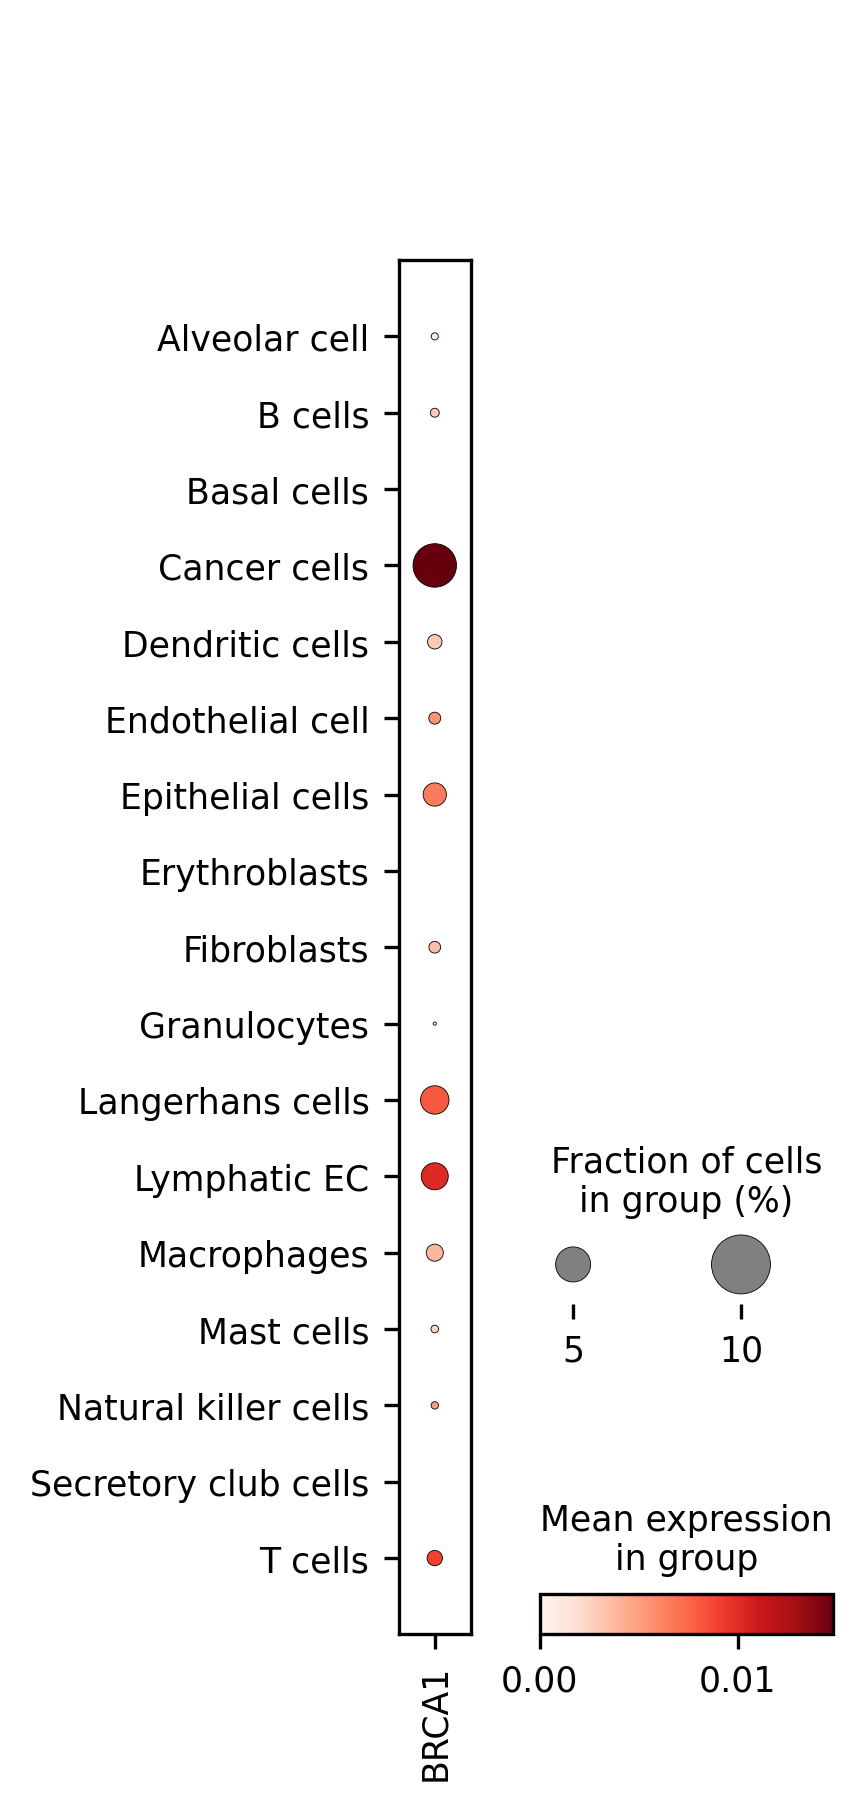 Alveolar cell
B cells
Basal cells
Cancer cells
Dendritic cells
Endothelial cell
Epithelial cells
Erythroblasts
Fibroblasts
Granulocytes
Langerhans cells
Lymphatic EC
Macrophages
Mast cells
Natural killer cells
Secretory club cells
T cells
BRCA1
Fraction of cells
in group (%)
5 10
Mean expression
in group
0.00 0.01